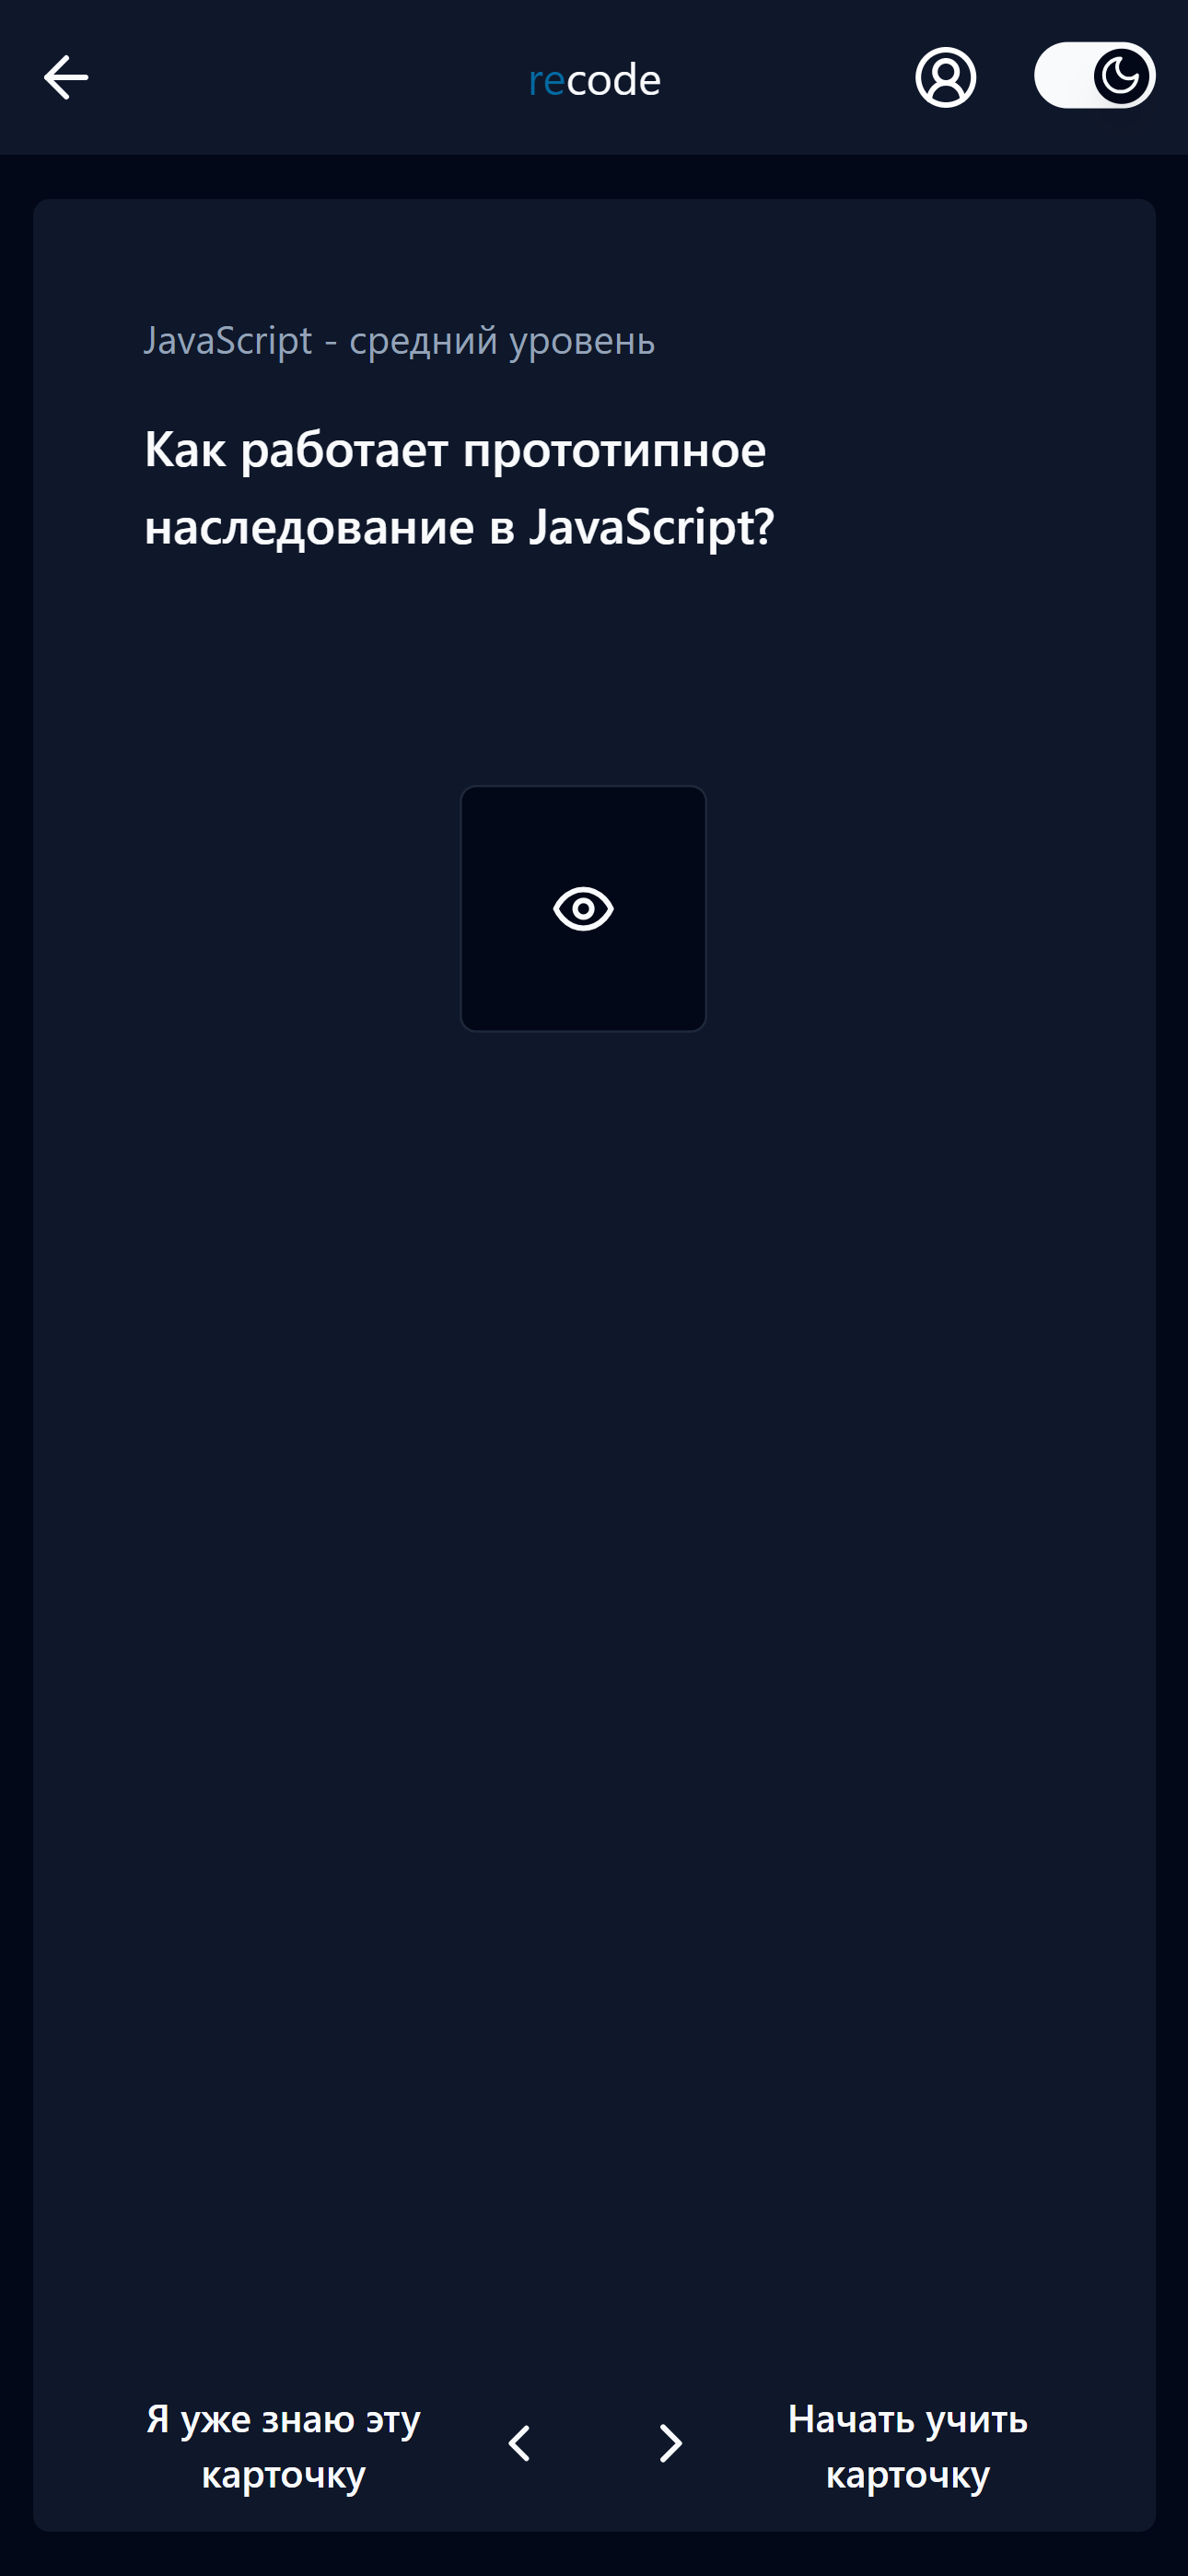 recode
JavaScript - средний уровень
Как работает прототипное
наследование в JavaScript?
Я уже знаю эту
карточку
Начать учить
карточку